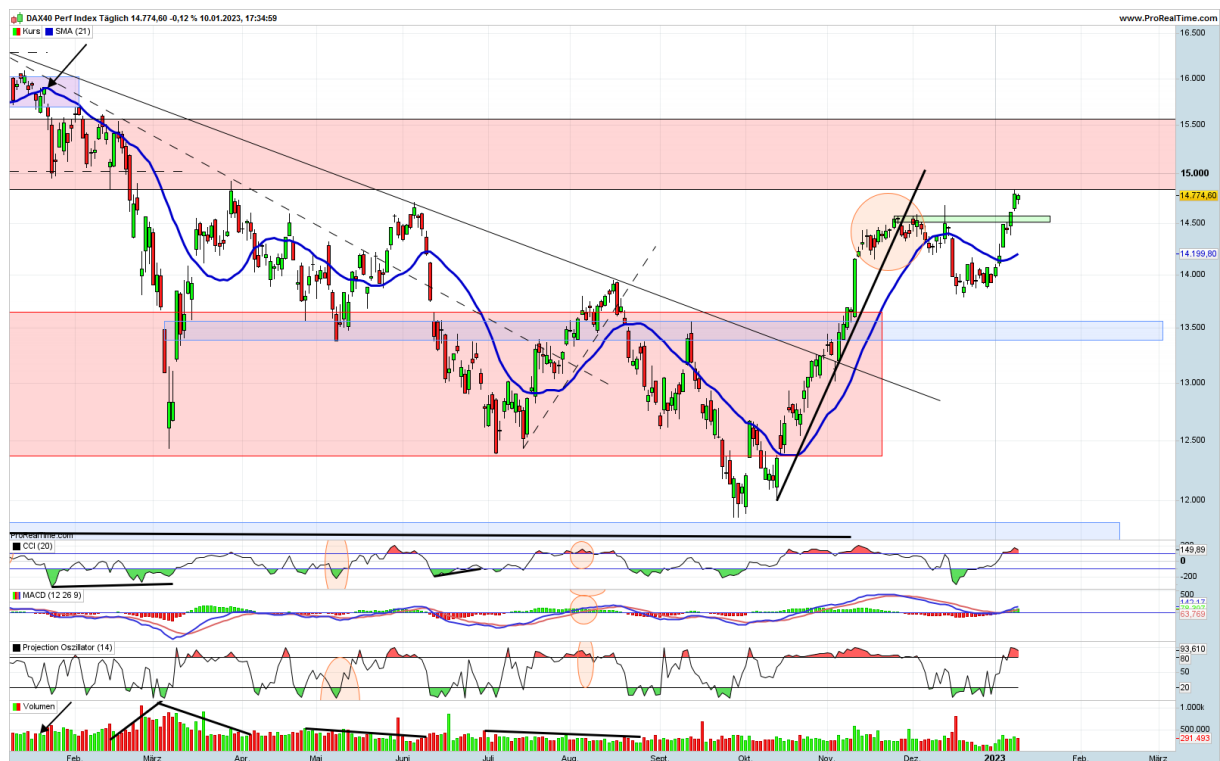 DAX40 Perf Index Täglich 14.774,60 -0,12 % 10.01.2023, 17:34:59
www.ProRealTime.com
Kurs SMA (21)
16.500
16.000
15.500
15.000
14.774,60
14.500
14.199,80
14.000
13.500
13.000
12.500
12.000
ProRealTime.com
CCI (20)
149,89
0
-200
MACD (12 26 9)
500
63,769
Projection Oszillator (14)
93,610
80
50
20
Volumen
1.000k
500.000
291.493
Feb März Apr Mai Juni Juli Aug Sept Okt Nov Dez 2023 Feb März